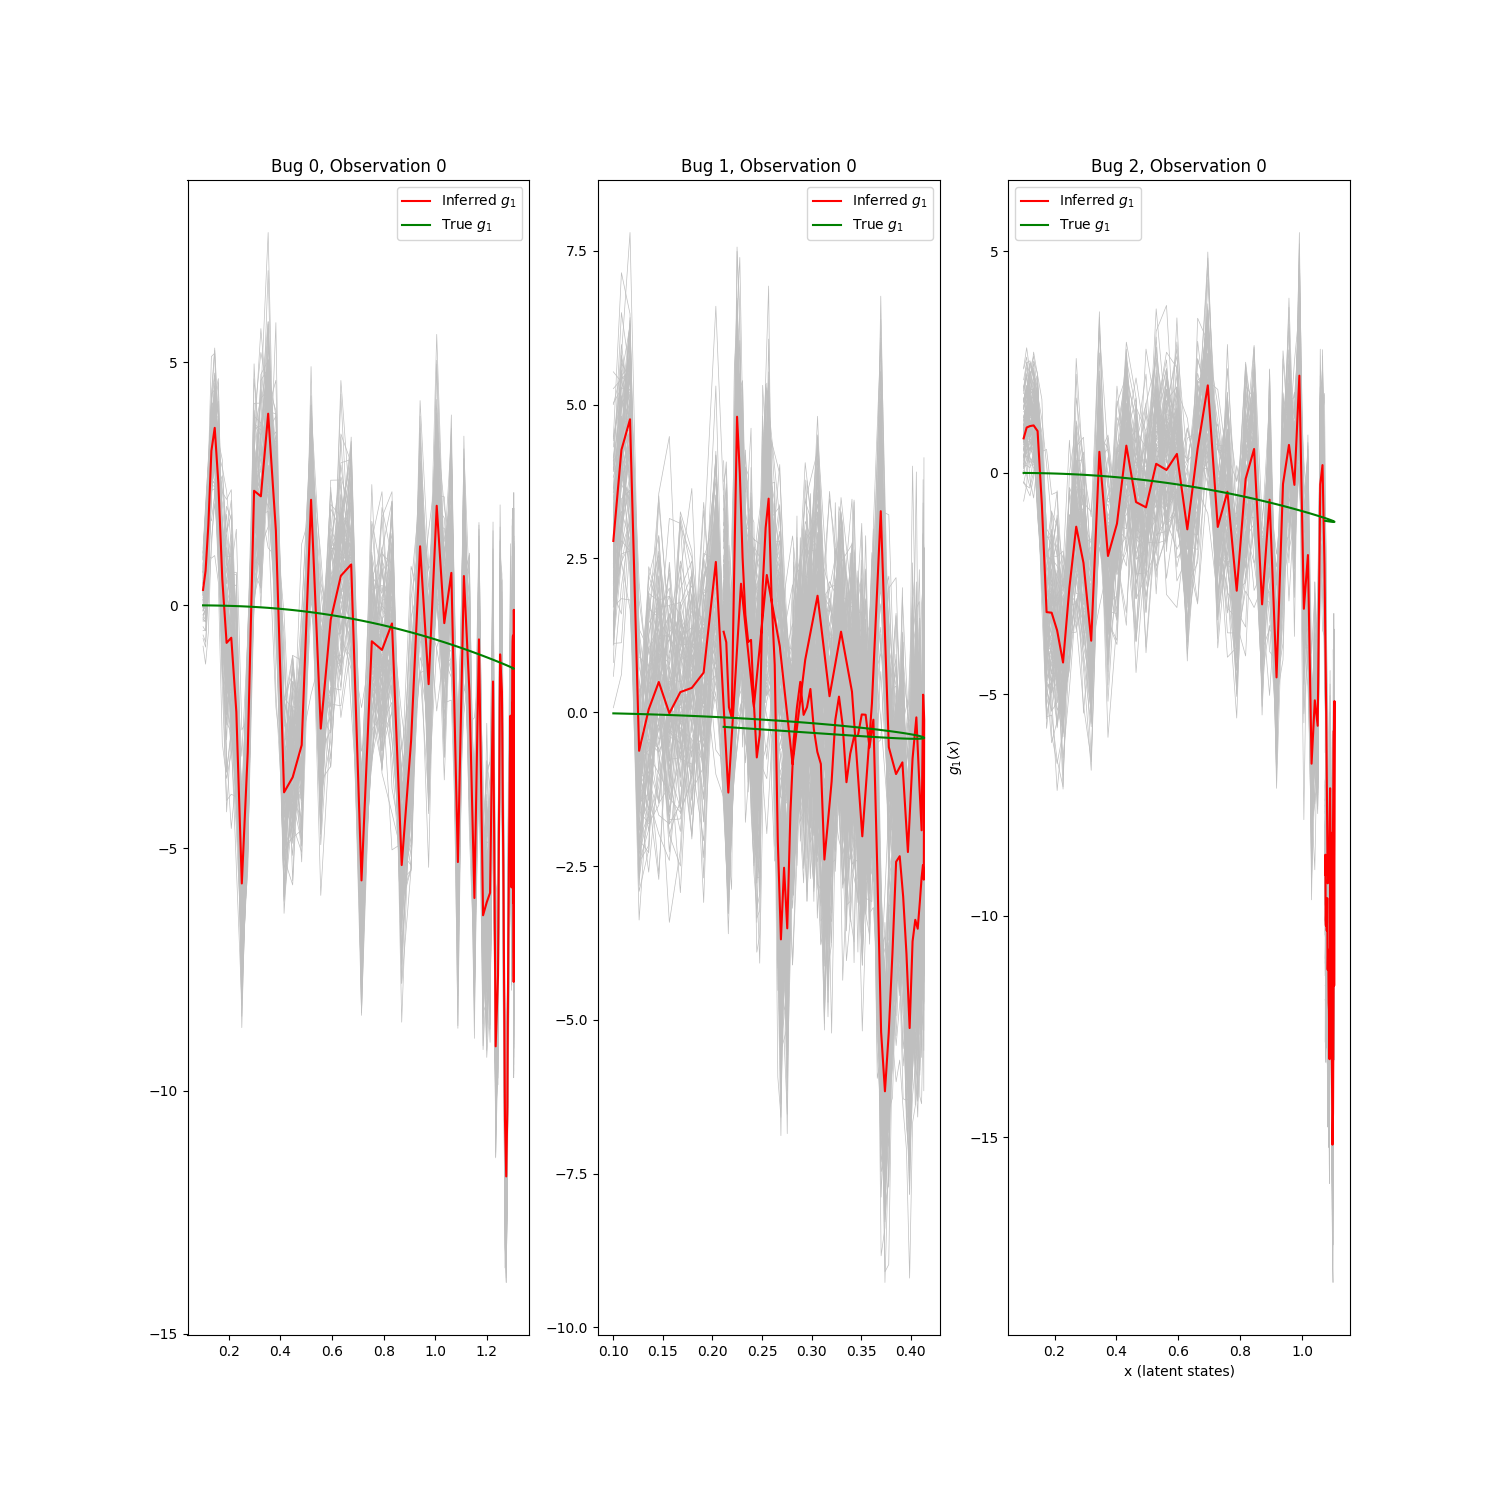 Bug 0, Observation 0
Inferred g₁
True g₁
5
0
−5
−10
−15
0.2 0.4 0.6 0.8 1.0 1.2
Bug 1, Observation 0
Inferred g₁
True g₁
7.5
5.0
2.5
0.0
−2.5
−5.0
−7.5
−10.0
0.10 0.15 0.20 0.25 0.30 0.35 0.40
Bug 2, Observation 0
Inferred g₁
True g₁
g₁(x)
5
0
−5
−10
−15
0.2 0.4 0.6 0.8 1.0
x (latent states)